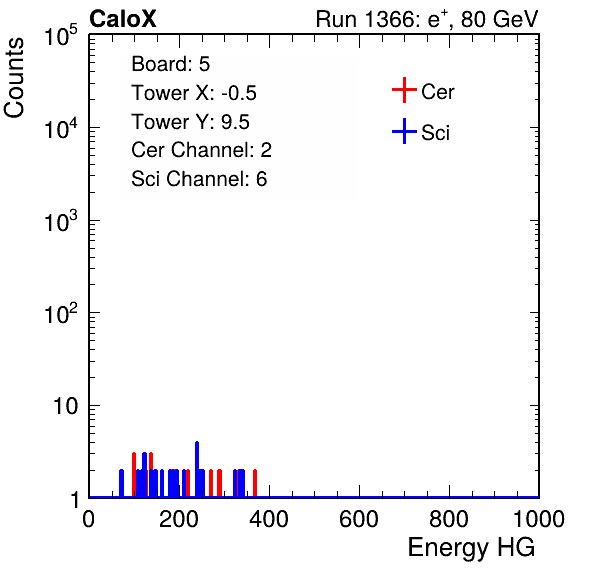 CaloX Run 1366: e⁺, 80 GeV
Counts
Board: 5
Tower X: -0.5
Tower Y: 9.5
Cer Channel: 2
Sci Channel: 6
Cer
Sci
10⁵
10⁴
10³
10²
10
1
0 200 400 600 800 1000
Energy HG